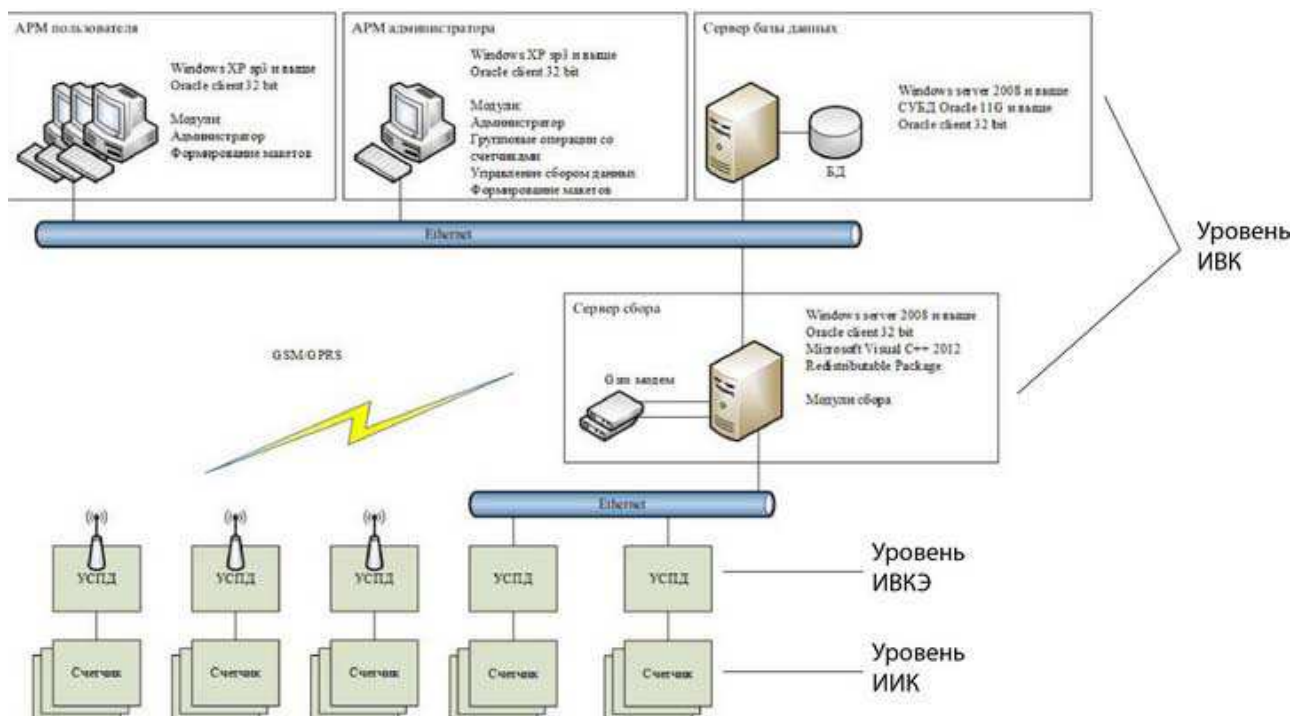 АРМ пользователя
Windows XP sp3 и выше
Oracle client 32 bit
Модули
Администратор
Формирование макетов
АРМ администратора
Windows XP sp3 и выше
Oracle client 32 bit
Модули:
Администратор
Групповые операции со
счетчиками
Управление сбором данных
Формирование макетов
Сервер базы данных
Windows server 2008 и выше
СУБД Oracle 11G и выше
Oracle client 32 bit
БД
Ethernet
Уровень
ИВК
Сервер сбора
Windows server 2008 и выше
Oracle client 32 bit
Microsoft Visual C++ 2012
Redistributable Package
Модули сбора
Gsm модем
GSM/GPRS
Ethernet
УСПД
УСПД
УСПД
УСПД
УСПД
Уровень
ИВКЭ
Счетчик
Счетчик
Счетчик
Счетчик
Счетчик
Уровень
ИИК